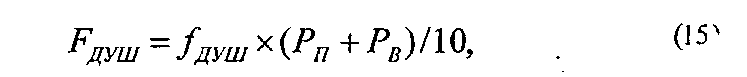 F_ДУШ = f_ДУШ × (P_П + P_В)/10, (15)